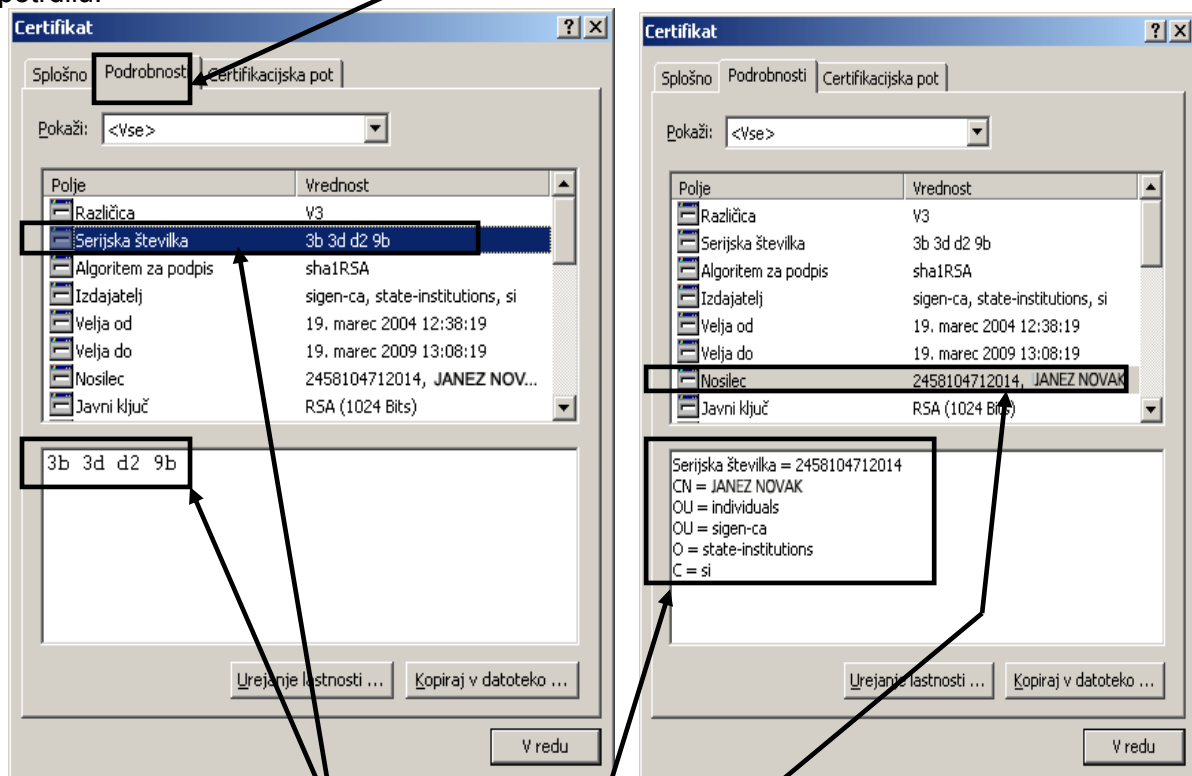 Certifikat
Splošno Podrobnosti Certifikacijska pot
Pokaži: <Vse>
Polje Vrednost
Različica V3
Serijska številka 3b 3d d2 9b
Algoritem za podpis sha1RSA
Izdajatelj sigen-ca, state-institutions, si
Velja od 19. marec 2004 12:38:19
Velja do 19. marec 2009 13:08:19
Nosilec 2458104712014, JANEZ NOV...
Javni ključ RSA (1024 Bits)
3b 3d d2 9b
Urejanje lastnosti ... Kopiraj v datoteko ...
V redu
Certifikat
Splošno Podrobnosti Certifikacijska pot
Pokaži: <Vse>
Polje Vrednost
Različica V3
Serijska številka 3b 3d d2 9b
Algoritem za podpis sha1RSA
Izdajatelj sigen-ca, state-institutions, si
Velja od 19. marec 2004 12:38:19
Velja do 19. marec 2009 13:08:19
Nosilec 2458104712014, JANEZ NOVAK
Javni ključ RSA (1024 Bits)
Serijska številka = 2458104712014
CN = JANEZ NOVAK
OU = individuals
OU = sigen-ca
O = state-institutions
C = si
Urejanje lastnosti ... Kopiraj v datoteko ...
V redu